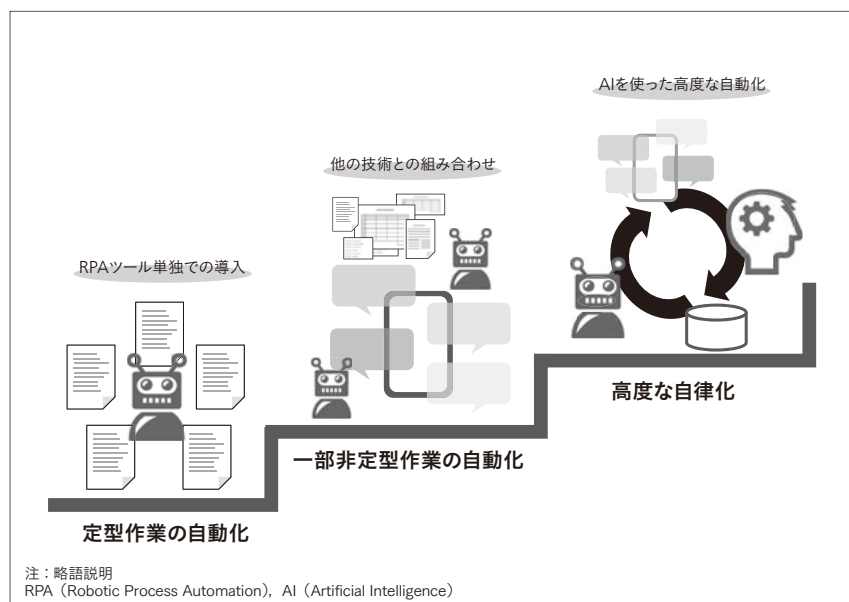 RPAツール単独での導入
定型作業の自動化
他の技術との組み合わせ
一部非定型作業の自動化
AIを使った高度な自動化
高度な自律化
注：略語説明
RPA（Robotic Process Automation），AI（Artificial Intelligence）